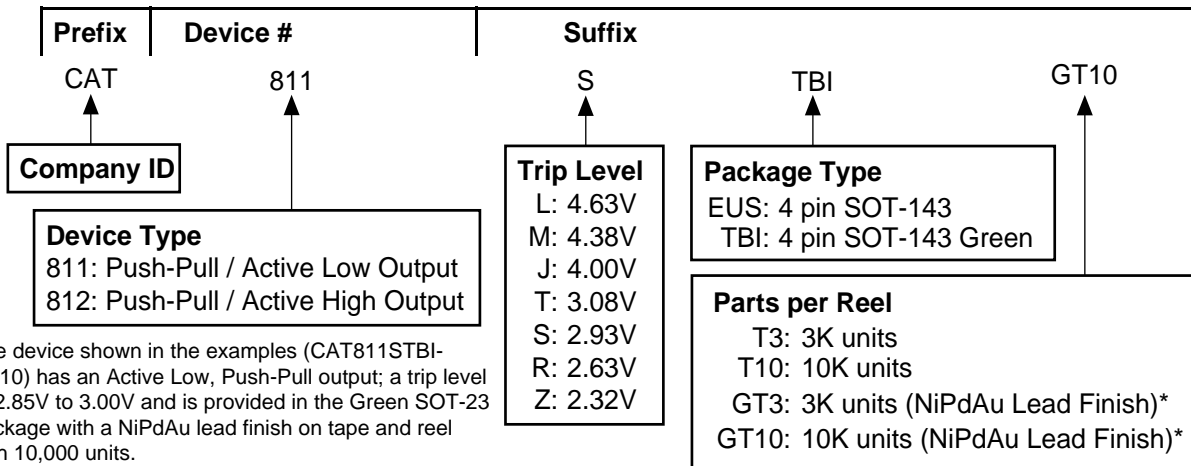 Prefix Device # Suffix
CAT 811 S TBI GT10
Company ID
Device Type
811: Push-Pull / Active Low Output
812: Push-Pull / Active High Output
Trip Level
L: 4.63V
M: 4.38V
J: 4.00V
T: 3.08V
S: 2.93V
R: 2.63V
Z: 2.32V
Package Type
EUS: 4 pin SOT-143
TBI: 4 pin SOT-143 Green
Parts per Reel
T3: 3K units
T10: 10K units
GT3: 3K units (NiPdAu Lead Finish)*
GT10: 10K units (NiPdAu Lead Finish)*
device shown in the examples (CAT811STBI-
10) has an Active Low, Push-Pull output; a trip level
2.85V to 3.00V and is provided in the Green SOT-23
with a NiPdAu lead finish on tape and reel
10,000 units.